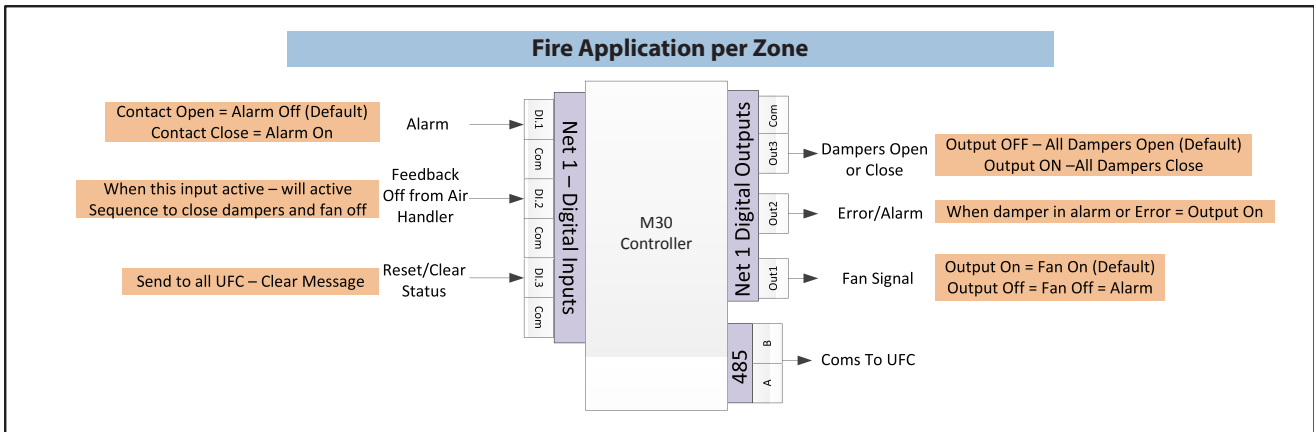 Fire Application per Zone
Contact Open = Alarm Off (Default)
Contact Close = Alarm On
Alarm
When this input active – will active
Sequence to close dampers and fan off
Feedback
Off from Air
Handler
Send to all UFC – Clear Message
Reset/Clear
Status
DI.1
Com
DI.2
Com
DI.3
Com
Net 1 – Digital Inputs
M30
Controller
Net 1 Digital Outputs
Com
Out3
Out2
Out1
485
B
A
Dampers Open
or Close
Output OFF – All Dampers Open (Default)
Output ON –All Dampers Close
Error/Alarm
When damper in alarm or Error = Output On
Fan Signal
Output On = Fan On (Default)
Output Off = Fan Off = Alarm
Coms To UFC